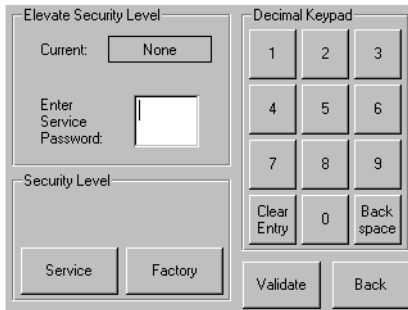 Elevate Security Level
Current:
None
Enter
Service
Password:
Security Level
Service
Factory
Decimal Keypad
1
2
3
4
5
6
7
8
9
Clear
Entry
0
Back
space
Validate
Back